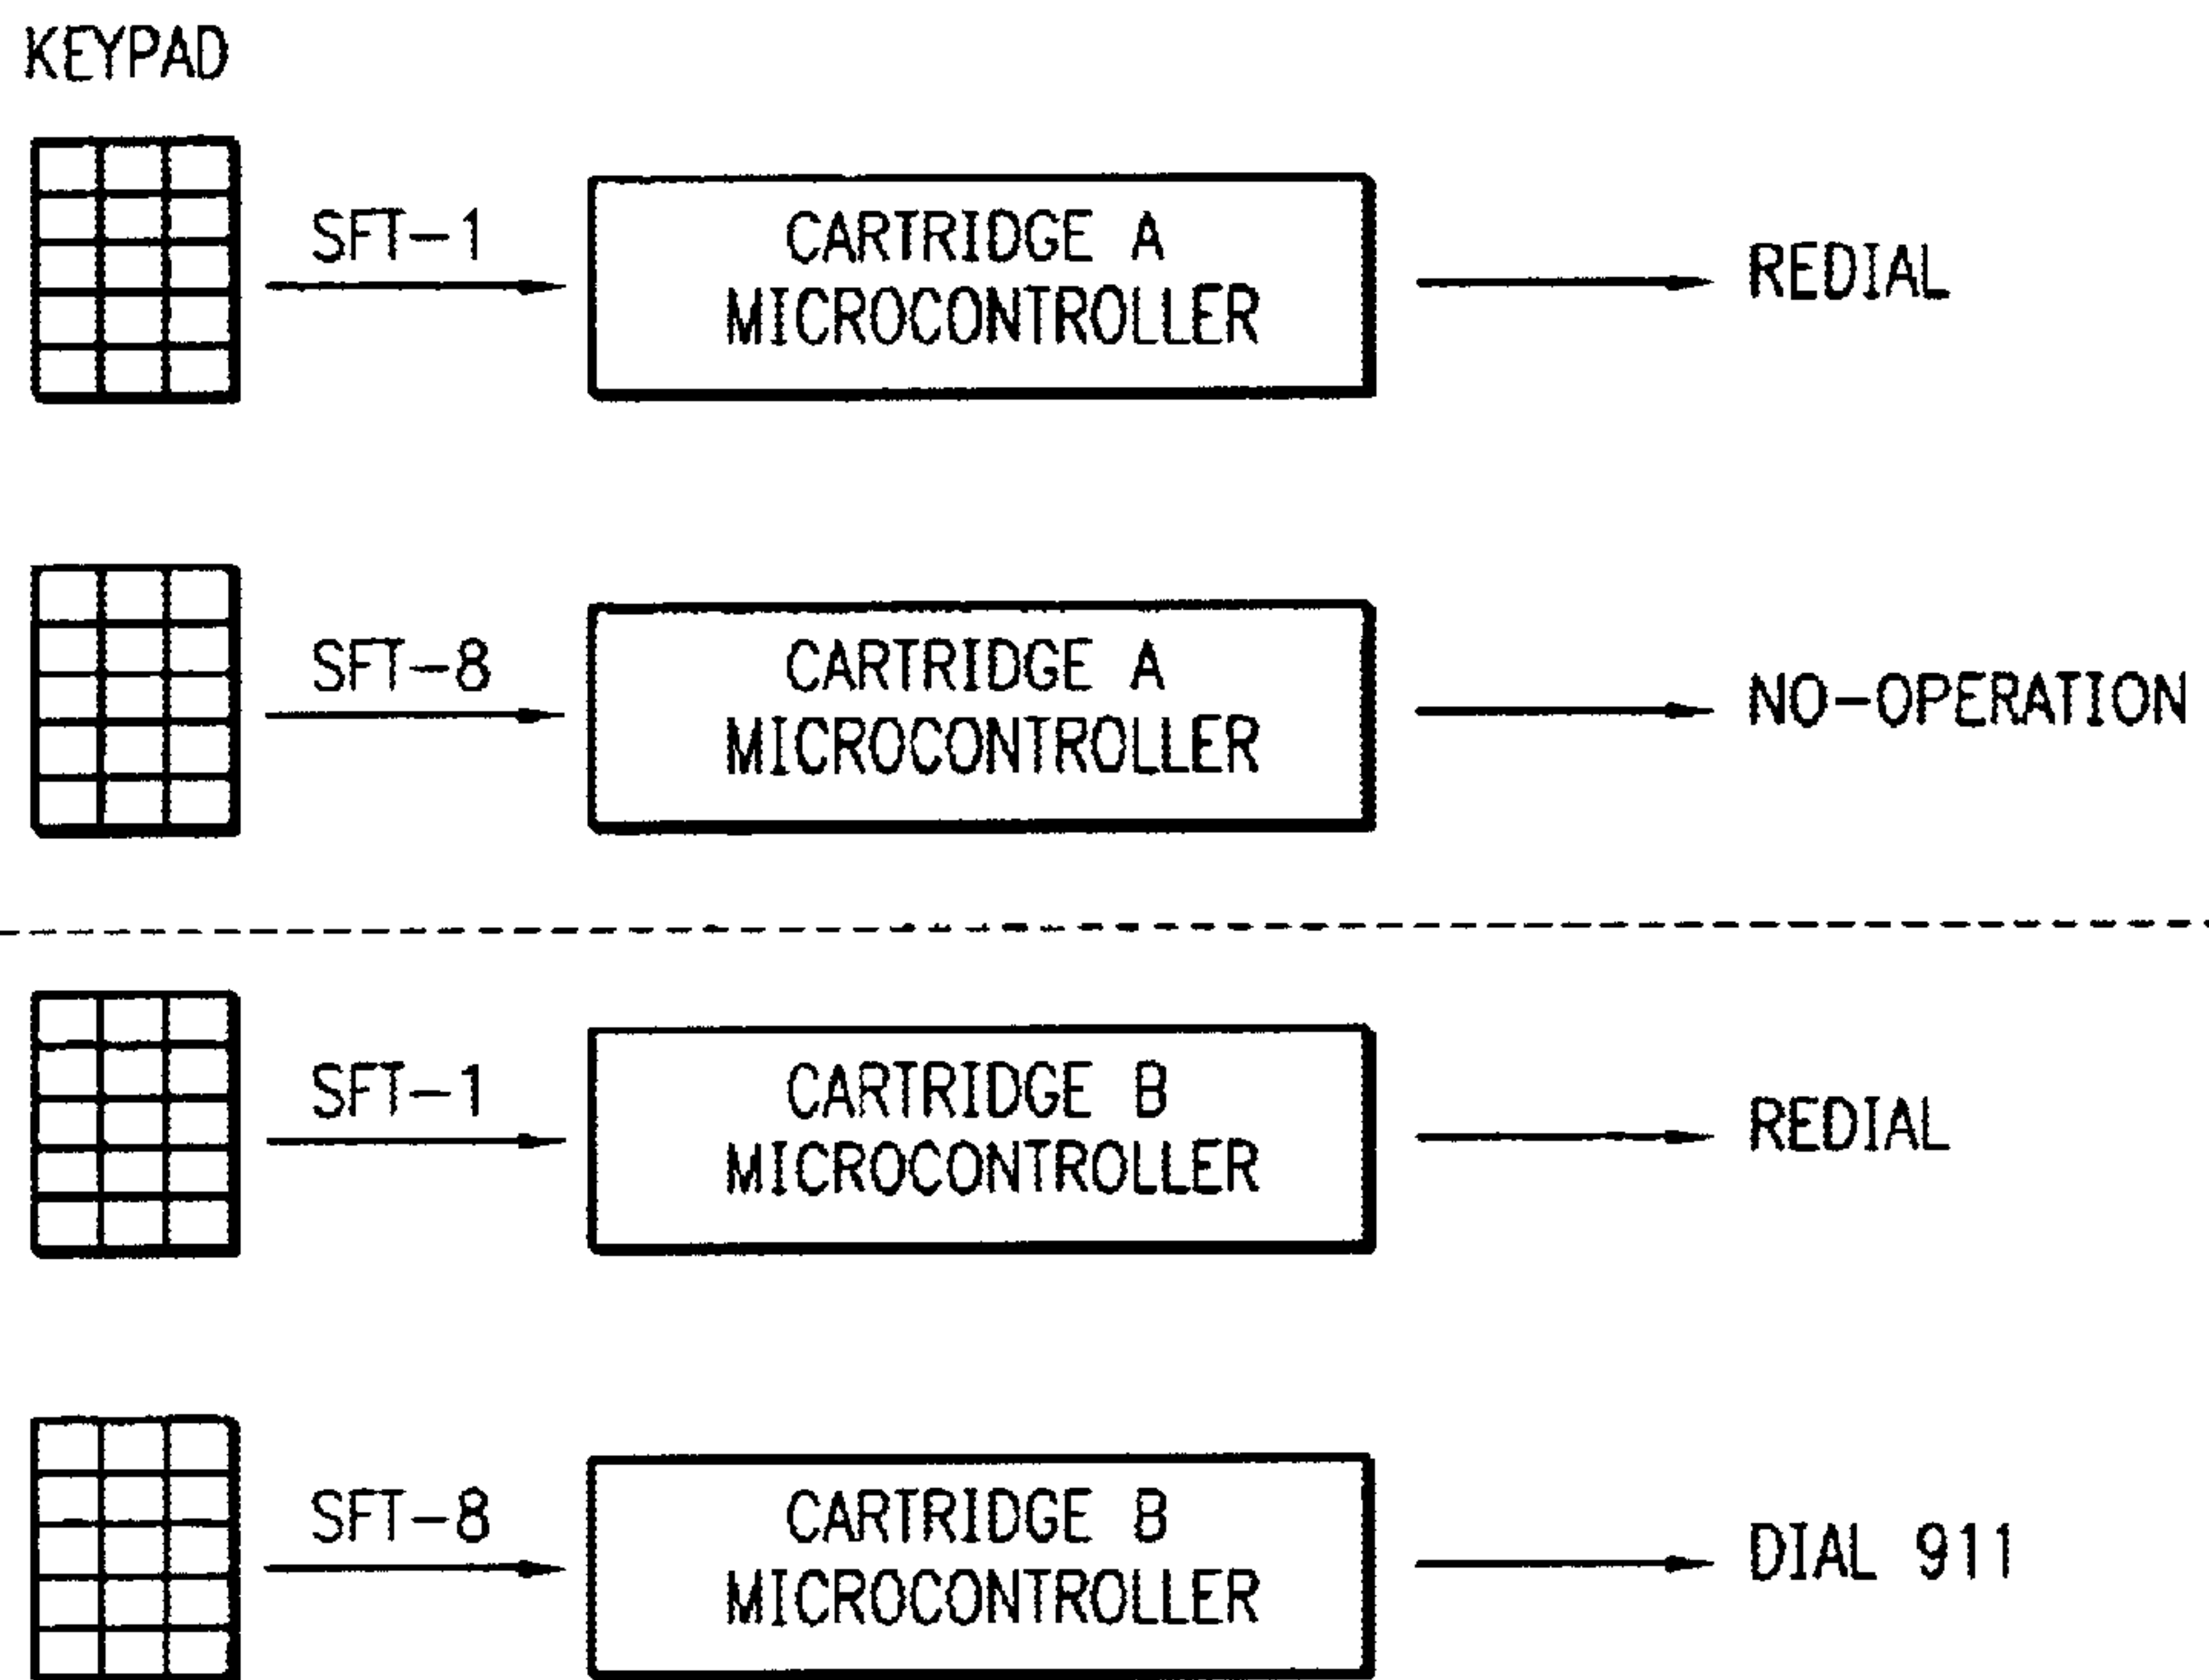 KEYPAD
SFT-1
CARTRIDGE A
MICROCONTROLLER
REDIAL
SFT-8
CARTRIDGE A
MICROCONTROLLER
NO-OPERATION
SFT-1
CARTRIDGE B
MICROCONTROLLER
REDIAL
SFT-8
CARTRIDGE B
MICROCONTROLLER
DIAL 911